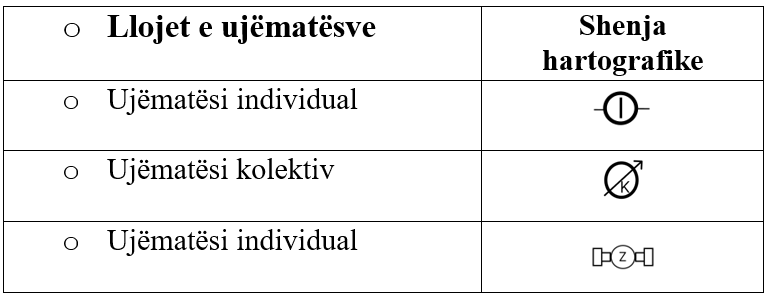 o Llojet e ujëmatësve
Shenja
hartografike
o Ujëmatësi individual
I
o Ujëmatësi kolektiv
K
o Ujëmatësi individual
Z